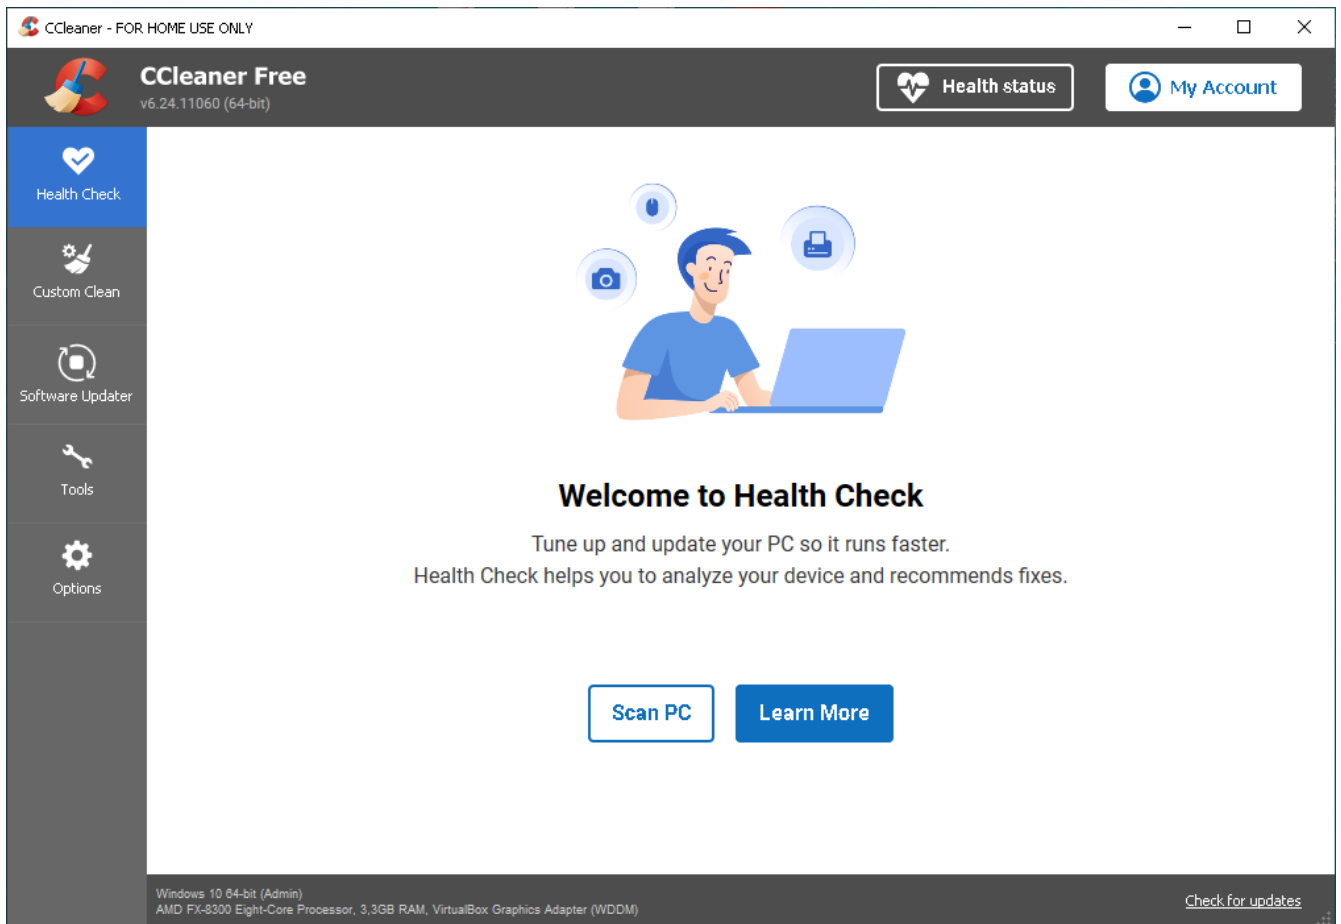 CCleaner - FOR HOME USE ONLY
CCleaner Free
v6.24.11060 (64-bit)
Health status
My Account
Health Check
Custom Clean
Software Updater
Tools
Options
Welcome to Health Check
Tune up and update your PC so it runs faster.
Health Check helps you to analyze your device and recommends fixes.
Scan PC
Learn More
Windows 10 64-bit (Admin)
AMD FX-8300 Eight-Core Processor, 3,3GB RAM, VirtualBox Graphics Adapter (WDDM)
Check for updates